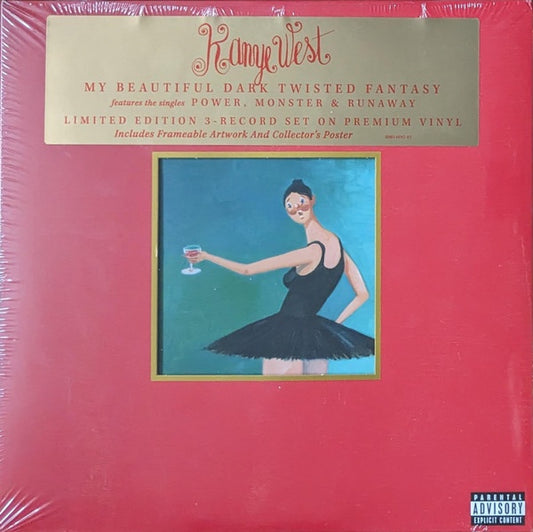 Kanye West
MY BEAUTIFUL DARK TWISTED FANTASY
features the singles POWER, MONSTER & RUNAWAY
LIMITED EDITION 3-RECORD SET ON PREMIUM VINYL
Includes Frameable Artwork And Collector's Poster
PARENTAL
ADVISORY
EXPLICIT CONTENT